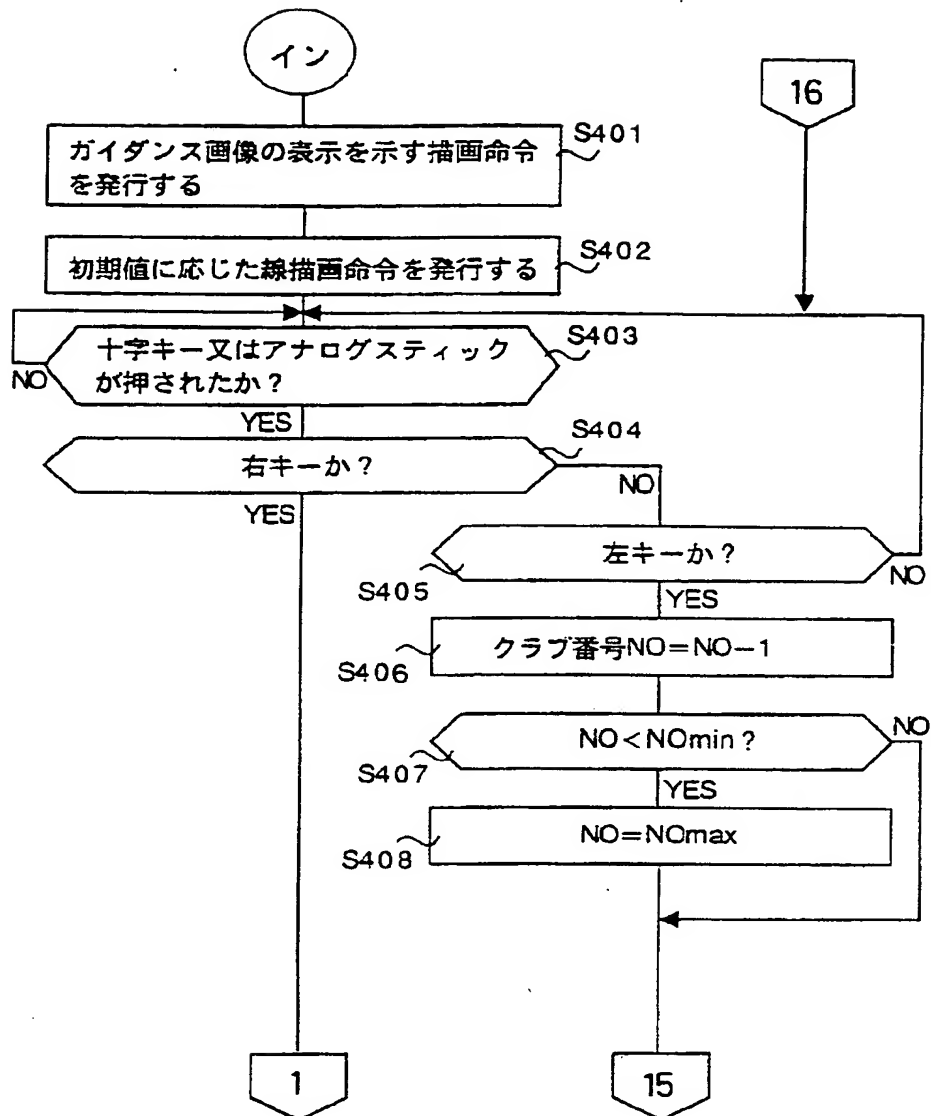 イン
16
S401
ガイダンス画像の表示を示す描画命令
を発行する
S402
初期値に応じた線描画命令を発行する
S403
十字キー又はアナログスティック
が押されたか？
NO
YES
S404
右キーか？
NO
YES
左キーか？
NO
S405
YES
クラブ番号NO=NO−1
S406
NO<NOmin？
NO
S407
YES
NO=NOmax
S408
1
15